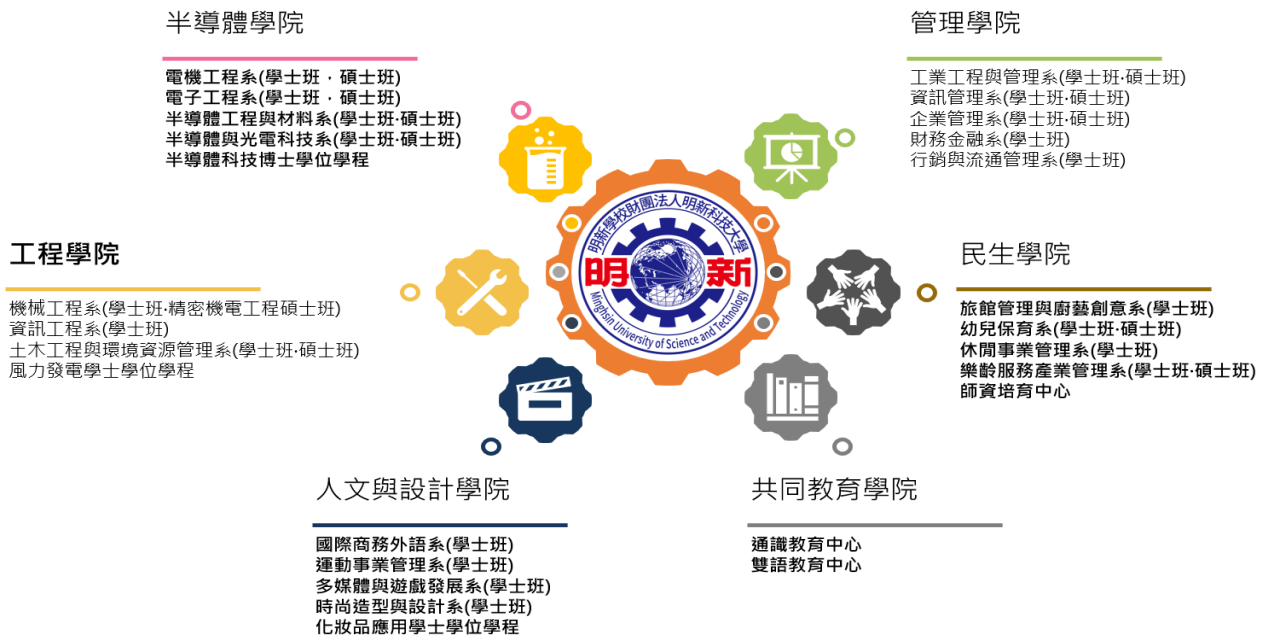 半導體學院
電機工程系(學士班．碩士班)
電子工程系(學士班．碩士班)
半導體工程與材料系(學士班‧碩士班)
半導體與光電科技系(學士班‧碩士班)
半導體科技博士學位學程
管理學院
工業工程與管理系(學士班‧碩士班)
資訊管理系(學士班‧碩士班)
企業管理系(學士班‧碩士班)
財務金融系(學士班)
行銷與流通管理系(學士班)
工程學院
機械工程系(學士班‧精密機電工程碩士班)
資訊工程系(學士班)
土木工程與環境資源管理系(學士班‧碩士班)
風力發電學士學位學程
明新學校財團法人明新科技大學
明新
Minghsin University of Science and Technology
民生學院
旅館管理與廚藝創意系(學士班)
幼兒保育系(學士班‧碩士班)
休閒事業管理系(學士班)
樂齡服務產業管理系(學士班‧碩士班)
師資培育中心
人文與設計學院
國際商務外語系(學士班)
運動事業管理系(學士班)
多媒體與遊戲發展系(學士班)
時尚造型與設計系(學士班)
化妝品應用學士學位學程
共同教育學院
通識教育中心
雙語教育中心